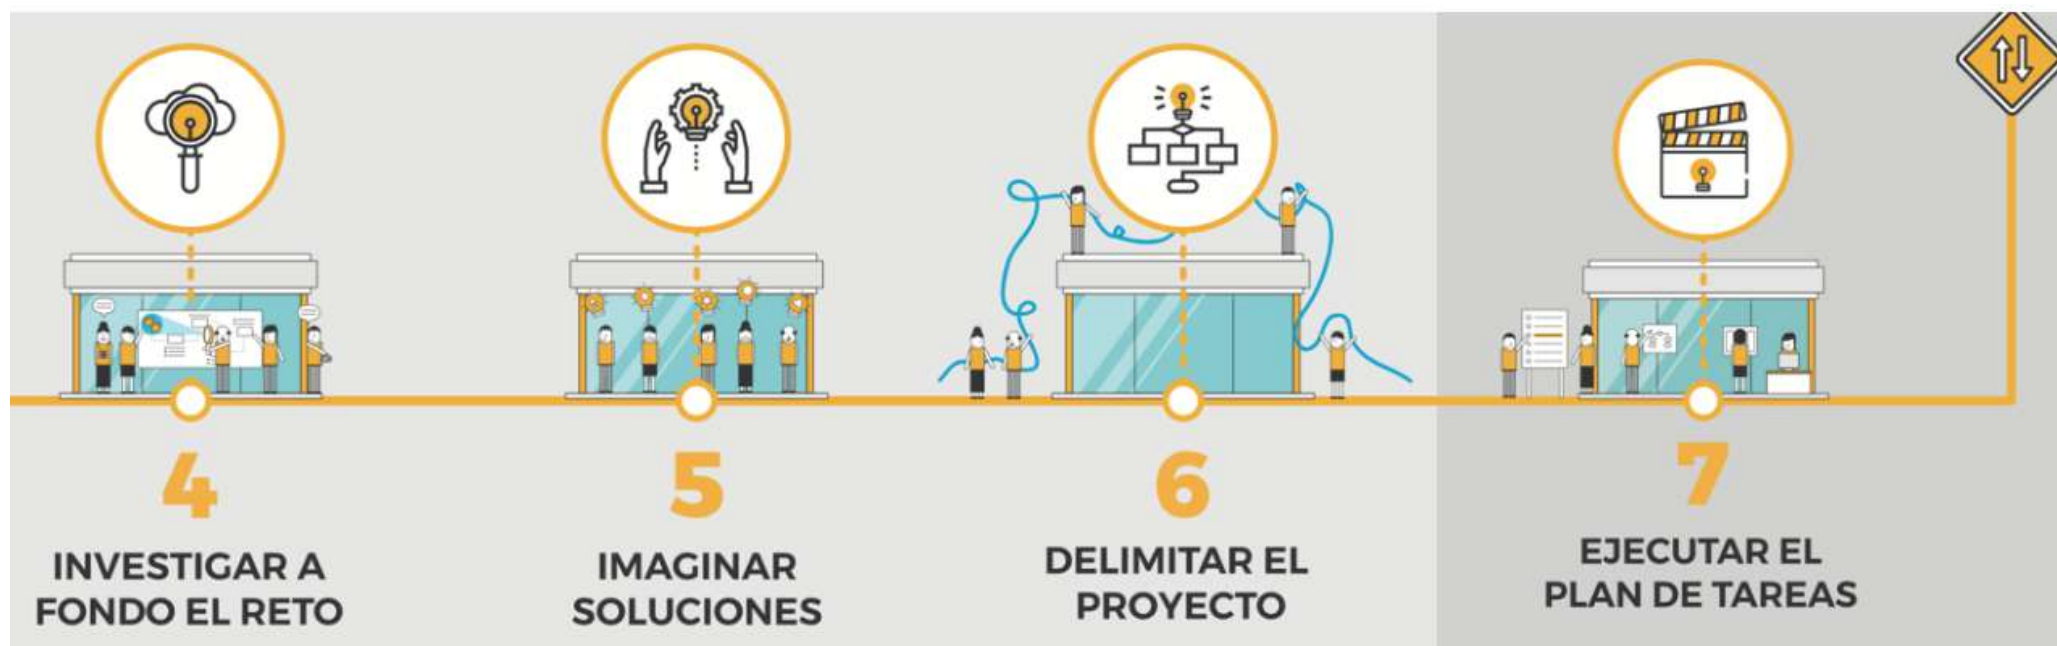 4
INVESTIGAR A
FONDO EL RETO
5
IMAGINAR
SOLUCIONES
6
DELIMITAR EL
PROYECTO
7
EJECUTAR EL
PLAN DE TAREAS